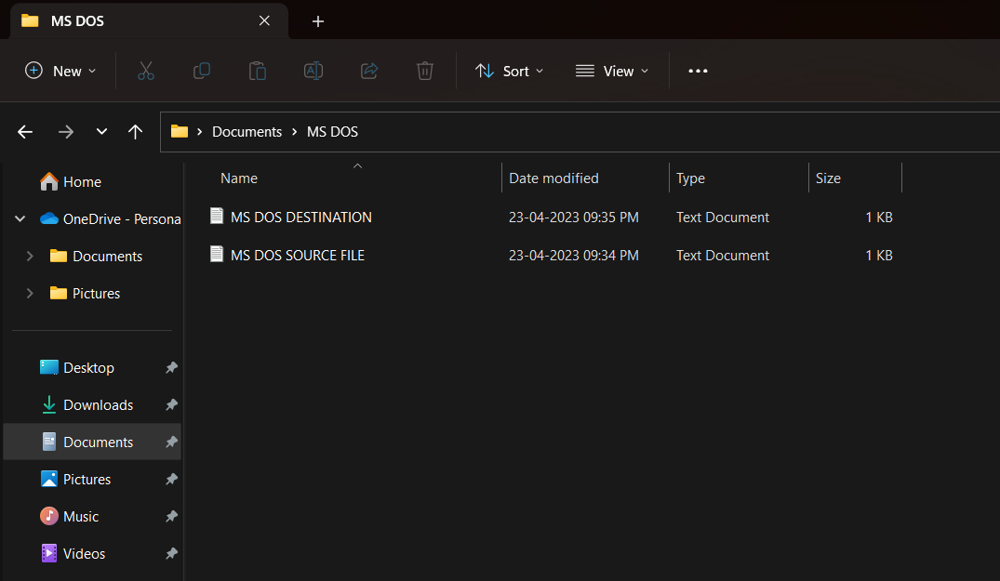 MS DOS
New Sort View
Documents MS DOS
Name Date modified Type Size
MS DOS DESTINATION 23-04-2023 09:35 PM Text Document 1 KB
MS DOS SOURCE FILE 23-04-2023 09:34 PM Text Document 1 KB
Home
OneDrive - Persona
Documents
Pictures
Desktop
Downloads
Documents
Pictures
Music
Videos